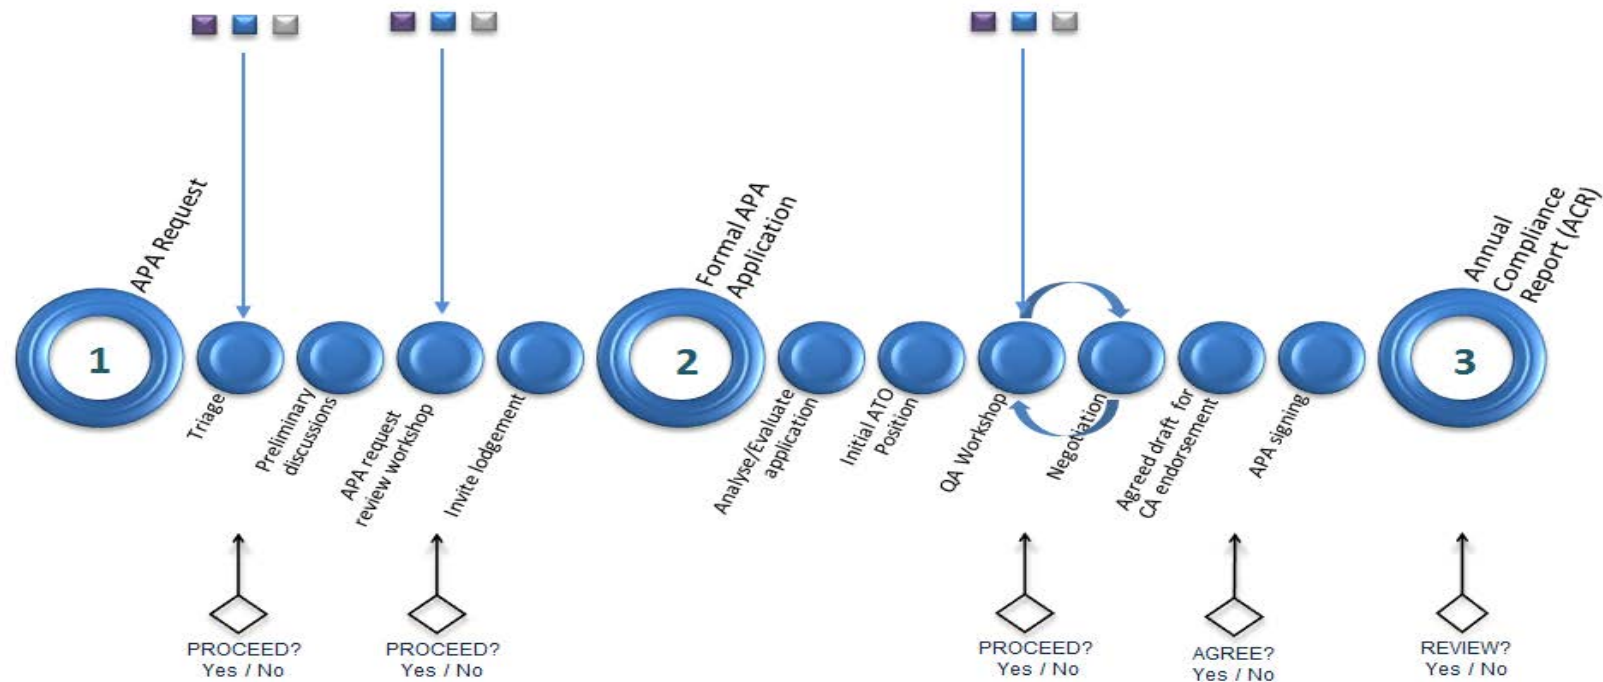 1
APA Request
Triage
Preliminary
discussions
APA request
review workshop
Invite lodgement
2
Formal APA
Application
Analyse/Evaluate
application
Initial ATO
Position
QA Workshop
Negotiation
Agreed draft for
CA endorsement
APA signing
3
Annual
Compliance
Report (ACR)
PROCEED?
Yes / No
PROCEED?
Yes / No
PROCEED?
Yes / No
AGREE?
Yes / No
REVIEW?
Yes / No